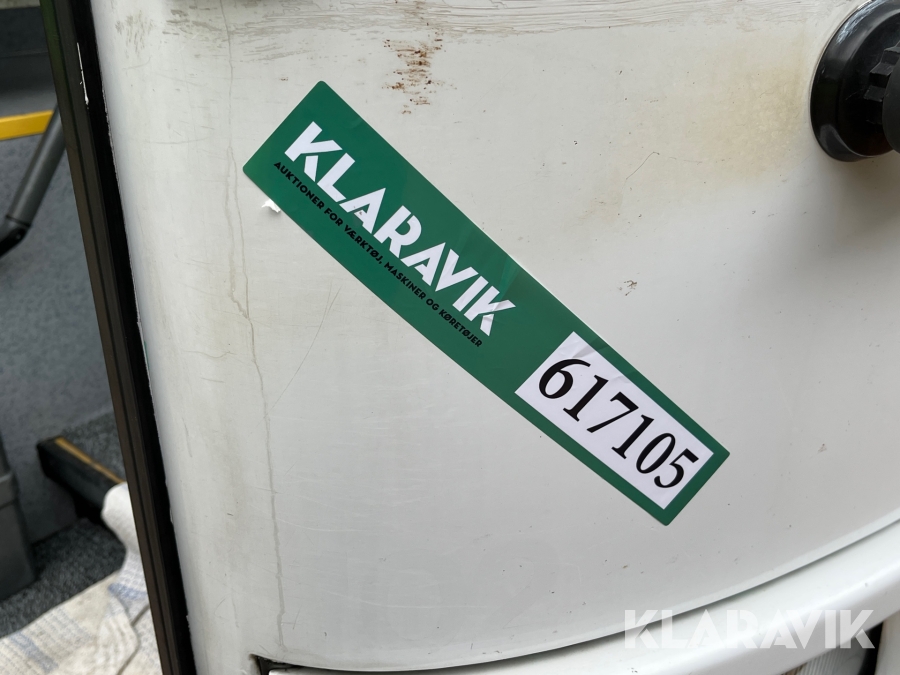 KLARAVIK
AUKTIONER FOR VÆRKTØJ, MASKINER OG KØRETØJER
617105
KLARAVIK